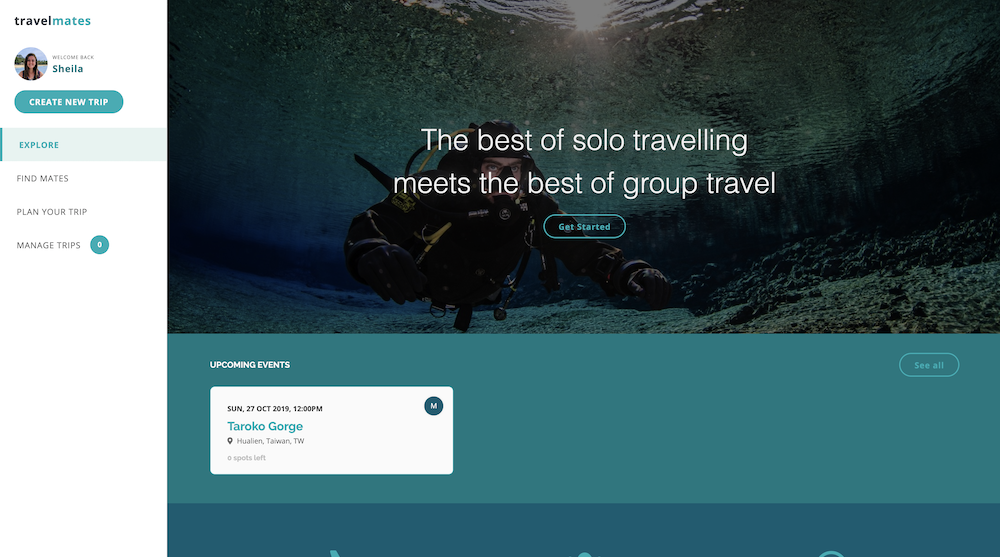 travelmates
WELCOME BACK
Sheila
CREATE NEW TRIP
EXPLORE
FIND MATES
PLAN YOUR TRIP
MANAGE TRIPS 0
The best of solo travelling
meets the best of group travel
Get Started
UPCOMING EVENTS
See all
SUN, 27 OCT 2019, 12:00PM
M
Taroko Gorge
Hualien, Taiwan, TW
0 spots left